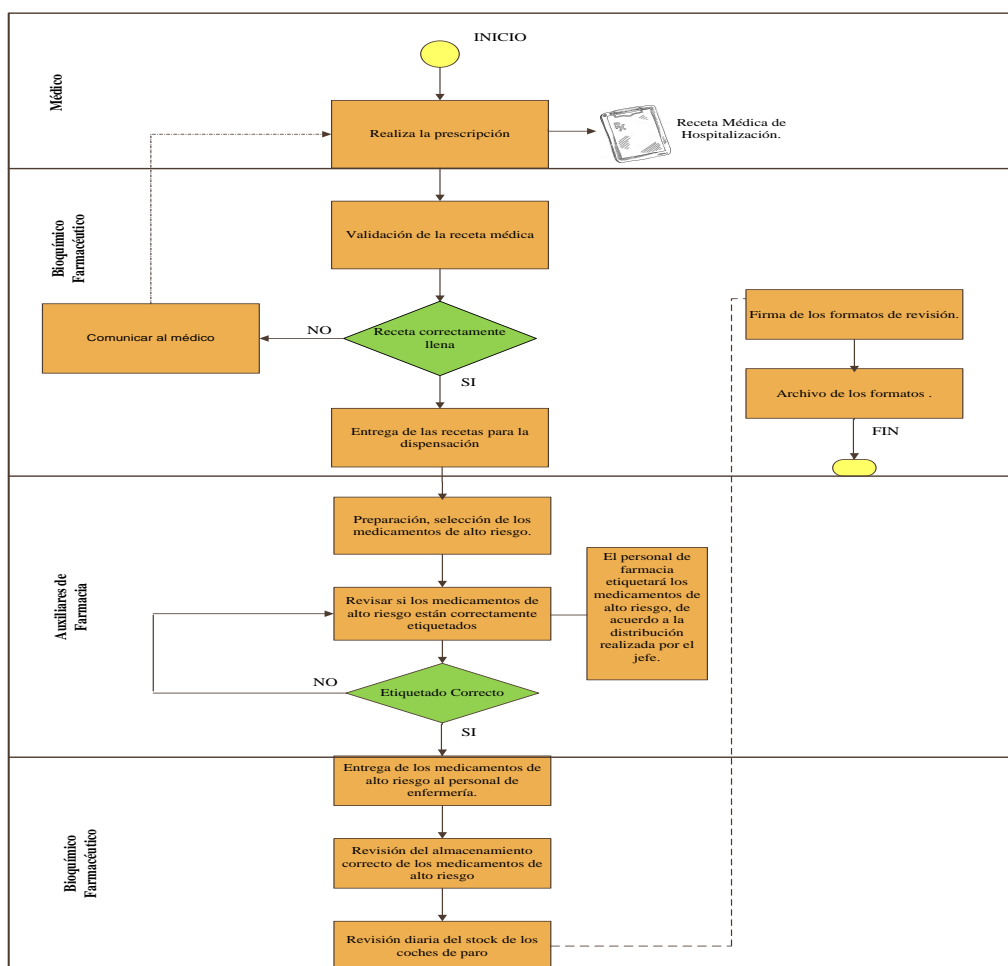 INICIO
Médico
Realiza la prescripción
Receta Médica de
Hospitalización.
Bioquímico
Farmacéutico
Validación de la receta médica
Receta correctamente
llena
NO
Comunicar al médico
SI
Entrega de las recetas para la
dispensación
Firma de los formatos de revisión.
Archivo de los formatos .
FIN
Auxiliares de
Farmacia
Preparación, selección de los
medicamentos de alto riesgo.
Revisar si los medicamentos de
alto riesgo están correctamente
etiquetados
El personal de
farmacia
etiquetará los
medicamentos de
alto riesgo, de
acuerdo a la
distribución
realizada por el
jefe.
NO
Etiquetado Correcto
SI
Bioquímico
Farmacéutico
Entrega de los medicamentos de
alto riesgo al personal de
enfermería.
Revisión del almacenamiento
correcto de los medicamentos de
alto riesgo
Revisión diaria del stock de los
coches de paro